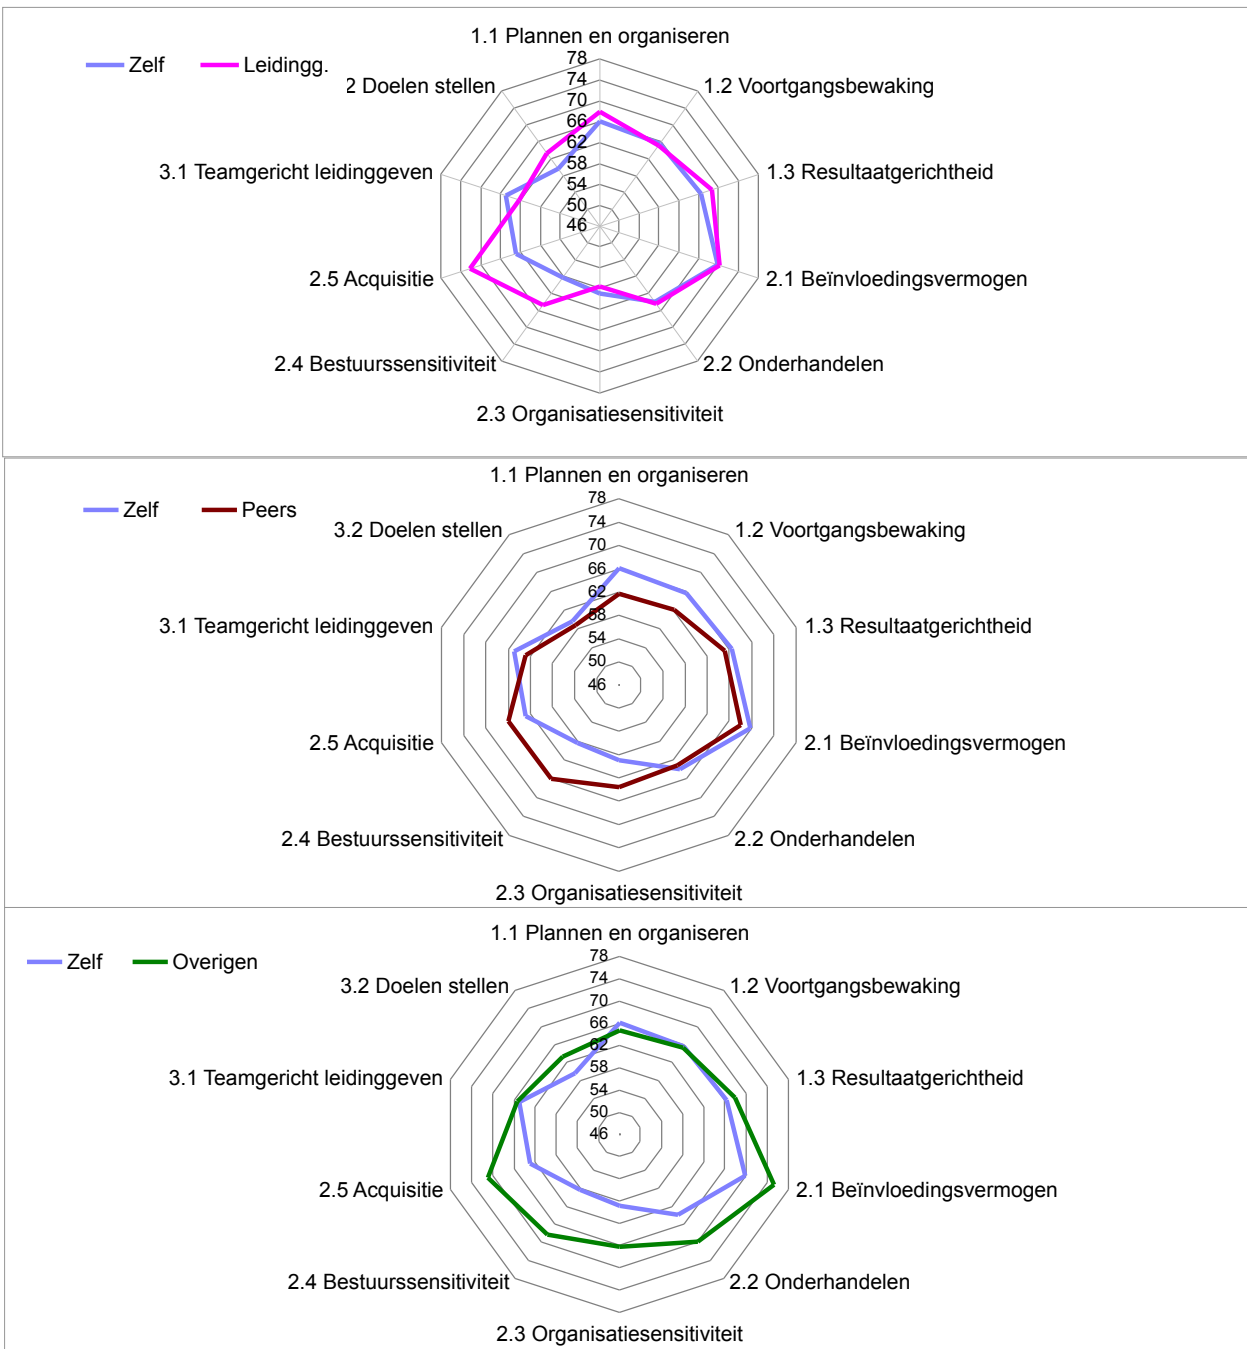 1.1 Plannen en organiseren
Zelf Leidingg.
78
2 Doelen stellen
74
1.2 Voortgangsbewaking
70
66
62
3.1 Teamgericht leidinggeven
58
1.3 Resultaatgerichtheid
54
50
46
2.5 Acquisitie
2.1 Beïnvloedingsvermogen
2.4 Bestuurssensitiviteit
2.2 Onderhandelen
2.3 Organisatiesensitiviteit
1.1 Plannen en organiseren
Zelf Peers
78
3.2 Doelen stellen
74
1.2 Voortgangsbewaking
70
66
62
3.1 Teamgericht leidinggeven
58
1.3 Resultaatgerichtheid
54
50
46
2.5 Acquisitie
2.1 Beïnvloedingsvermogen
2.4 Bestuurssensitiviteit
2.2 Onderhandelen
2.3 Organisatiesensitiviteit
1.1 Plannen en organiseren
Zelf Overigen
78
3.2 Doelen stellen
74
1.2 Voortgangsbewaking
70
66
62
3.1 Teamgericht leidinggeven
58
1.3 Resultaatgerichtheid
54
50
46
2.5 Acquisitie
2.1 Beïnvloedingsvermogen
2.4 Bestuurssensitiviteit
2.2 Onderhandelen
2.3 Organisatiesensitiviteit